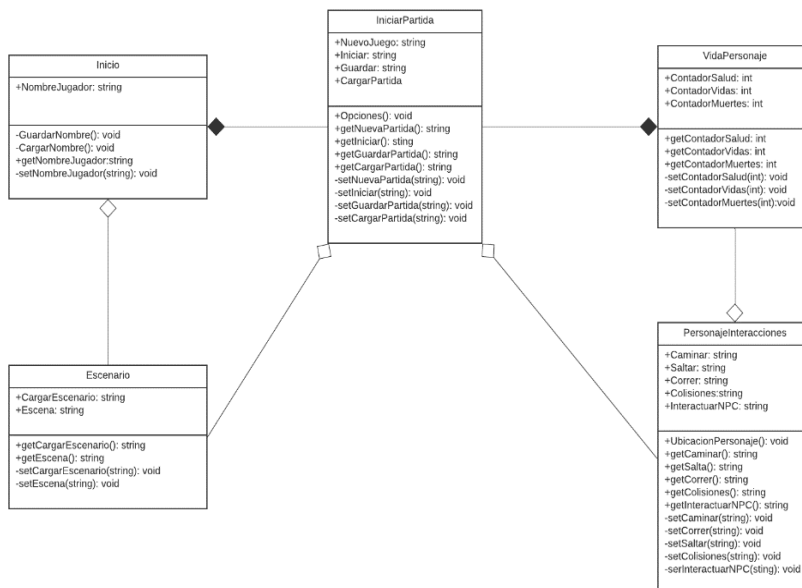 IniciarPartida
+NuevoJuego: string
+Iniciar: string
+Guardar: string
+CargarPartida
+Opciones(): void
+getNuevaPartida(): string
+getIniciar(): sting
+getGuardarPartida(): string
+getCargarPartida(): string
-setNuevaPartida(string): void
-setIniciar(string): void
-setGuardarPartida(string): void
-setCargarPartida(string): void
Inicio
+NombreJugador: string
-GuardarNombre(): void
-CargarNombre(): void
+getNombreJugador:string
-setNombreJugador(string): void
VidaPersonaje
+ContadorSalud: int
+ContadorVidas: int
+ContadorMuertes: int
+getContadorSalud: int
+getContadorVidas: int
+getContadorMuertes: int
-setContadorSalud(int): void
-setContadorVidas(int): void
-setContadorMuertes(int):void
Escenario
+CargarEscenario: string
+Escena: string
+getCargarEscenario(): string
+getEscena(): string
-setCargarEscenario(string): void
-setEscena(string): void
PersonajeInteracciones
+Caminar: string
+Saltar: string
+Correr: string
+Colisiones:string
+InteractuarNPC: string
+UbicacionPersonaje(): void
+getCaminar(): string
+getSalta(): string
+getCorrer(): string
+getColisiones(): string
+getInteractuarNPC(): string
-setCaminar(string): void
-setCorrer(string): void
-setSaltar(string): void
-setColisiones(string): void
-serInteractuarNPC(sting): void